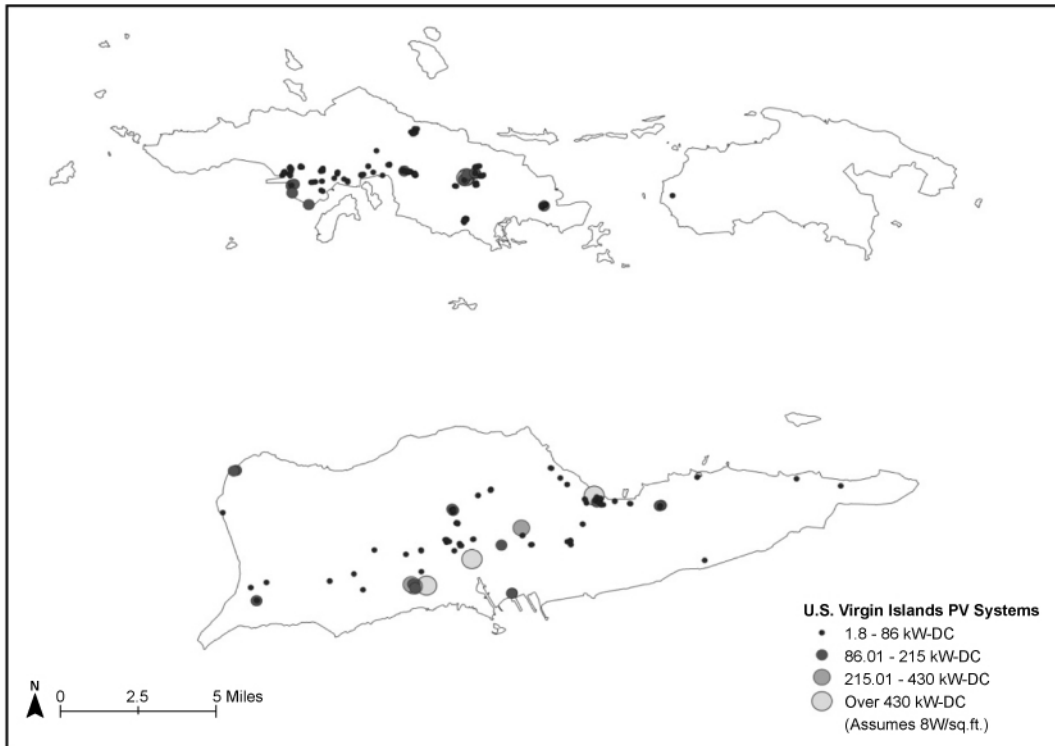 U.S. Virgin Islands PV Systems
1.8 - 86 kW-DC
86.01 - 215 kW-DC
215.01 - 430 kW-DC
Over 430 kW-DC
(Assumes 8W/sq.ft.)
N
0 2.5 5 Miles